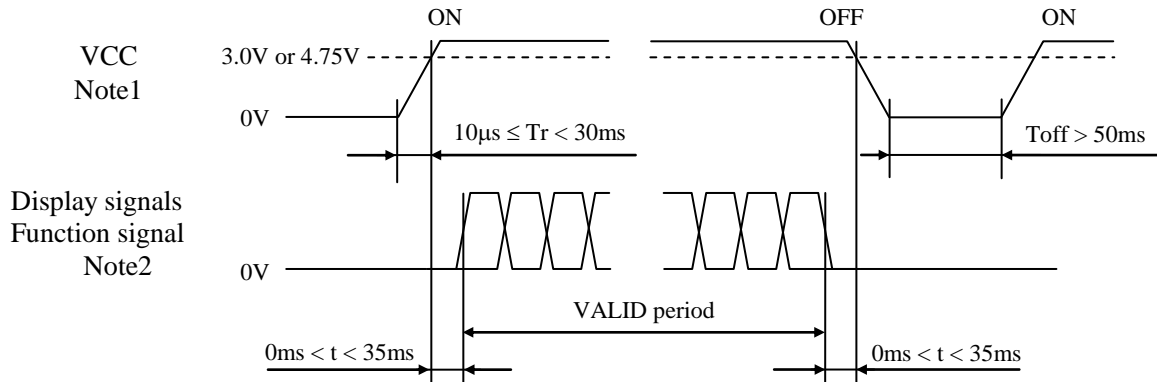 ON
OFF
ON
VCC
Note1
3.0V or 4.75V
0V
10μs ≤ Tr < 30ms
Toff > 50ms
Display signals
Function signal
Note2
0V
VALID period
0ms < t < 35ms
0ms < t < 35ms